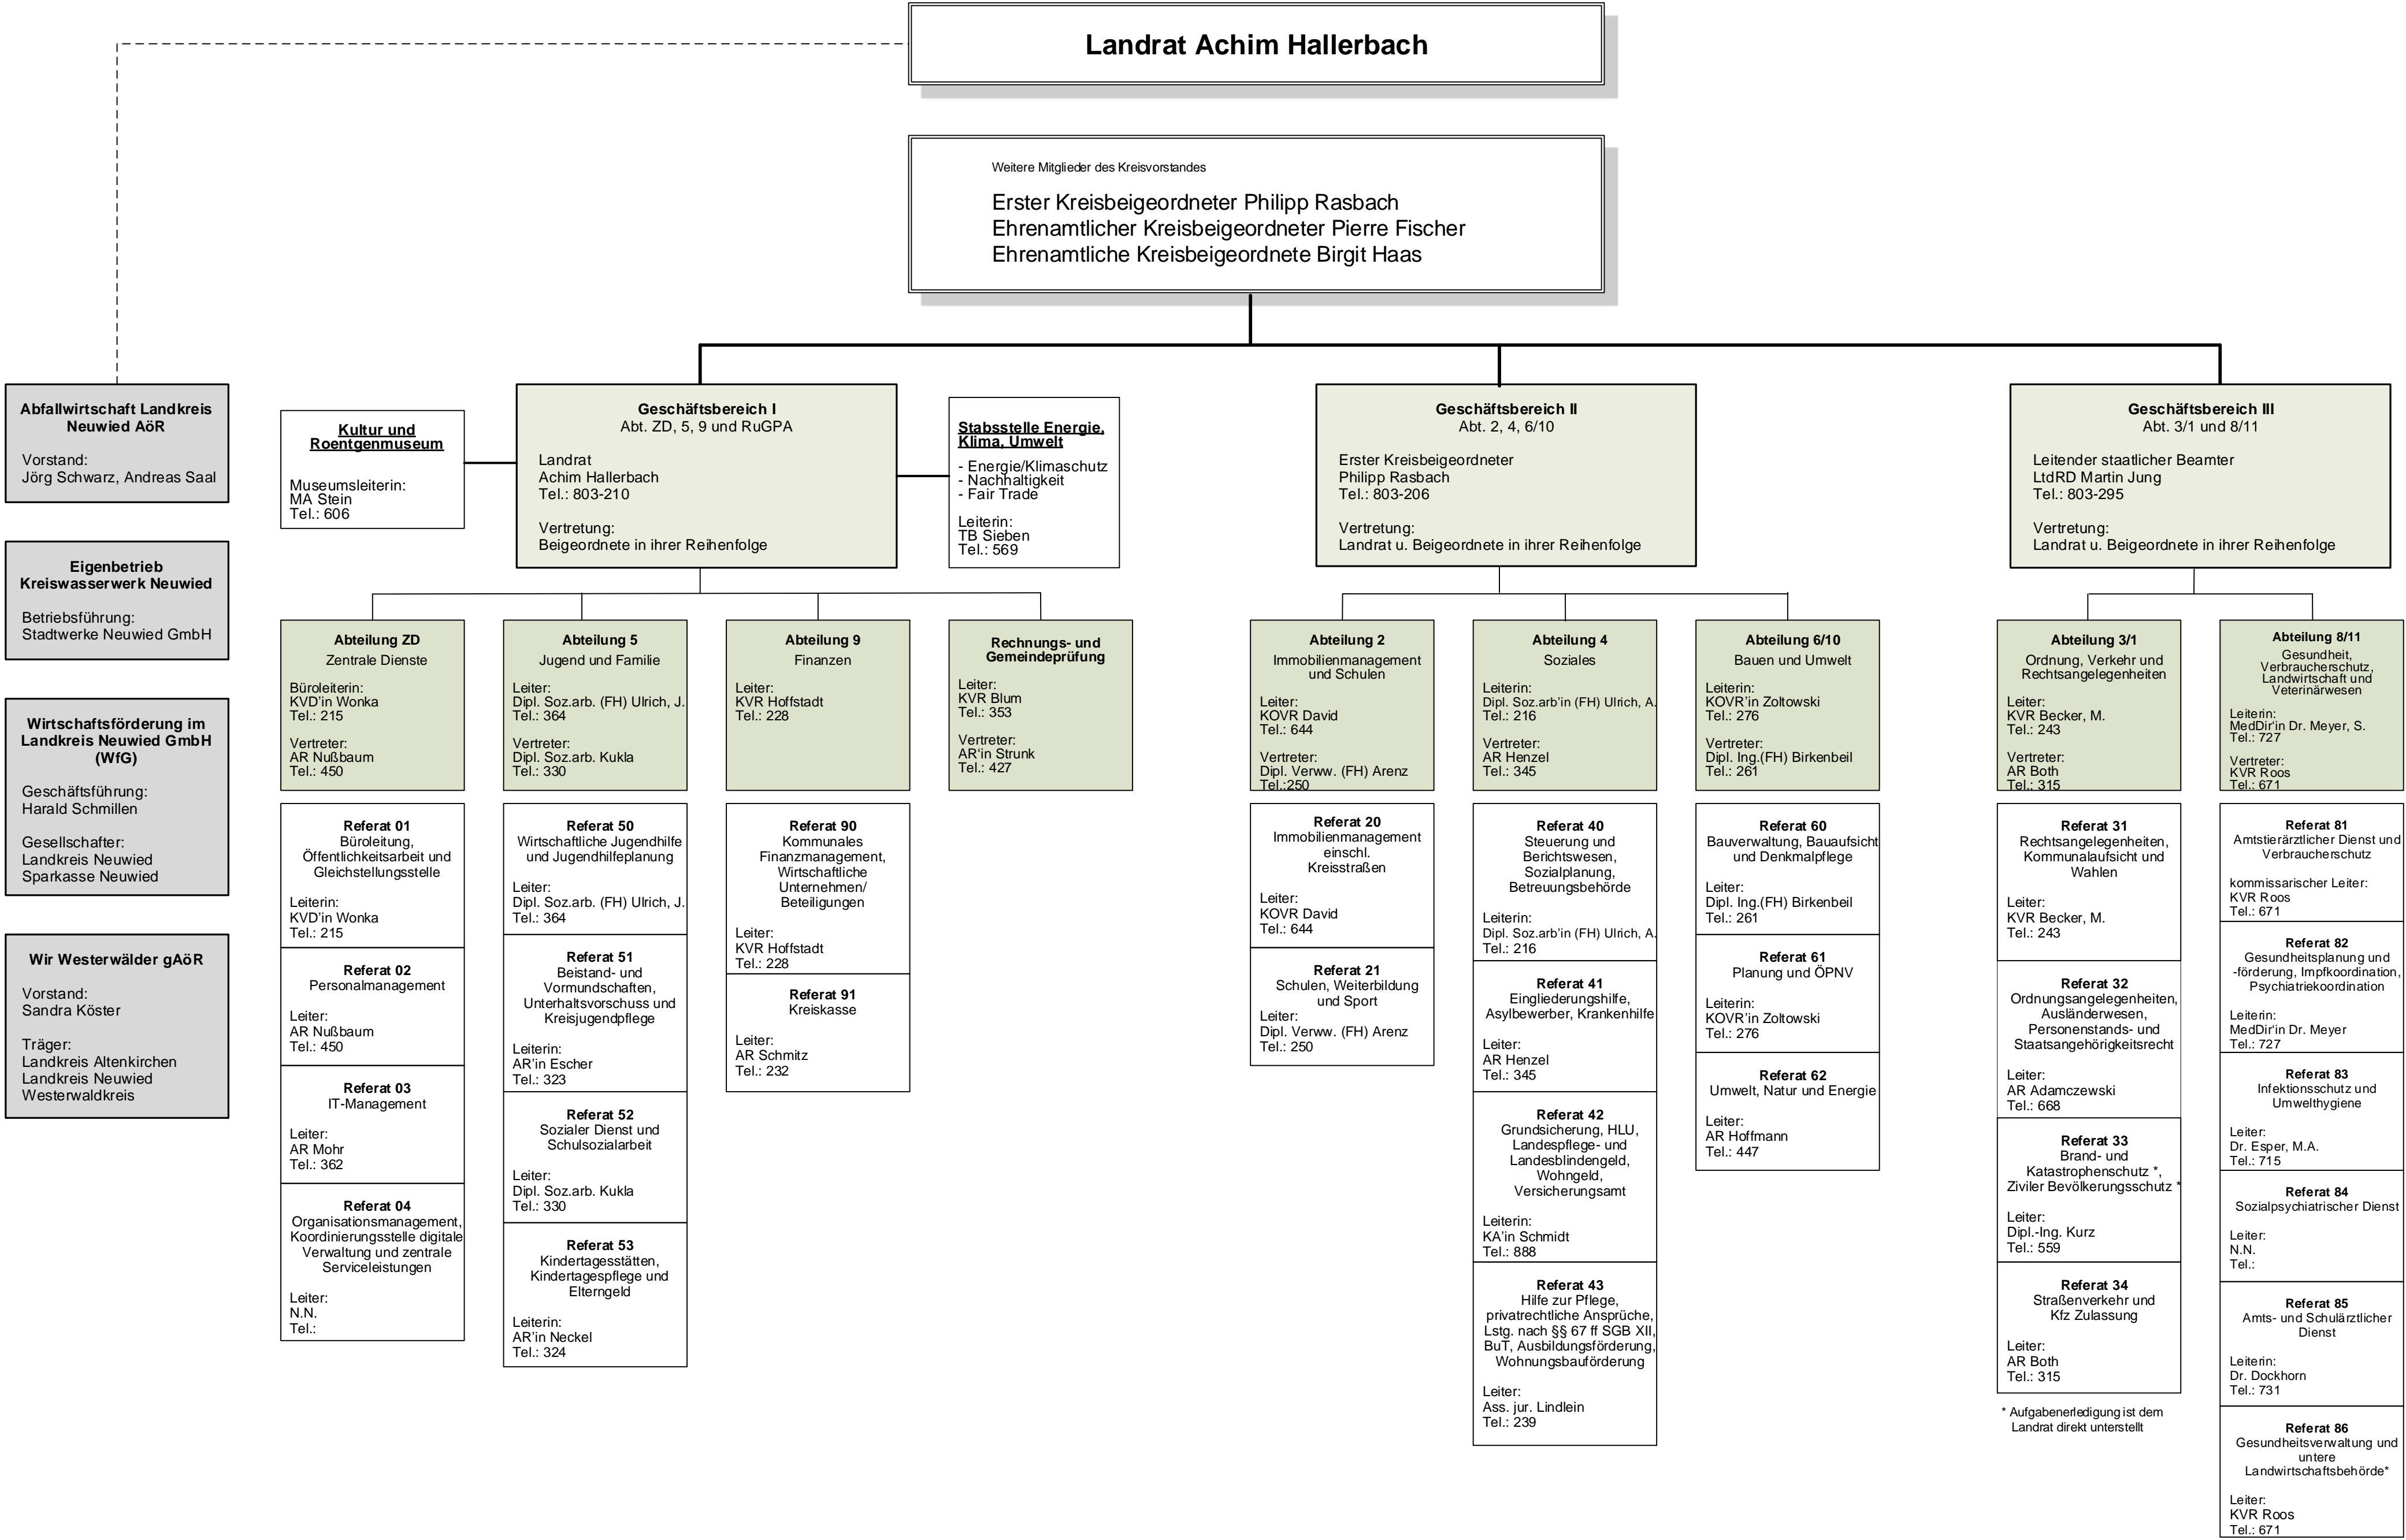 Landrat Achim Hallerbach
Weitere Mitglieder des Kreisvorstandes
Erster Kreisbeigeordneter Philipp Rasbach
Ehrenamtlicher Kreisbeigeordneter Pierre Fischer
Ehrenamtliche Kreisbeigeordnete Birgit Haas
Abfallwirtschaft Landkreis
Neuwied AöR
Vorstand:
Jörg Schwarz, Andreas Saal
Eigenbetrieb
Kreiswasserwerk Neuwied
Betriebsführung:
Stadtwerke Neuwied GmbH
Wirtschaftsförderung im
Landkreis Neuwied GmbH
(WfG)
Geschäftsführung:
Harald Schmillen
Gesellschafter:
Landkreis Neuwied
Sparkasse Neuwied
Wir Westerwälder gAöR
Vorstand:
Sandra Köster
Träger:
Landkreis Altenkirchen
Landkreis Neuwied
Westerwaldkreis
Kultur und
Roentgenmuseum
Museumsleiterin:
MA Stein
Tel.: 606
Geschäftsbereich I
Abt. ZD, 5, 9 und RuGPA
Landrat
Achim Hallerbach
Tel.: 803-210
Vertretung:
Beigeordnete in ihrer Reihenfolge
Stabsstelle Energie,
Klima, Umwelt
- Energie/Klimaschutz
- Nachhaltigkeit
- Fair Trade
Leiterin:
TB Sieben
Tel.: 569
Geschäftsbereich II
Abt. 2, 4, 6/10
Erster Kreisbeigeordneter
Philipp Rasbach
Tel.: 803-206
Vertretung:
Landrat u. Beigeordnete in ihrer Reihenfolge
Geschäftsbereich III
Abt. 3/1 und 8/11
Leitender staatlicher Beamter
LtdRD Martin Jung
Tel.: 803-295
Vertretung:
Landrat u. Beigeordnete in ihrer Reihenfolge
Abteilung ZD
Zentrale Dienste
Büroleiterin:
KVD'in Wonka
Tel.: 215
Vertreter:
AR Nußbaum
Tel.: 450
Referat 01
Büroleitung,
Öffentlichkeitsarbeit und
Gleichstellungsstelle
Leiterin:
KVD'in Wonka
Tel.: 215
Referat 02
Personalmanagement
Leiter:
AR Nußbaum
Tel.: 450
Referat 03
IT-Management
Leiter:
AR Mohr
Tel.: 362
Referat 04
Organisationsmanagement,
Koordinierungsstelle digitale
Verwaltung und zentrale
Serviceleistungen
Leiter:
N.N.
Tel.:
Abteilung 5
Jugend und Familie
Leiter:
Dipl. Soz.arb. (FH) Ulrich, J.
Tel.: 364
Vertreter:
Dipl. Soz.arb. Kukla
Tel.: 330
Referat 50
Wirtschaftliche Jugendhilfe
und Jugendhilfeplanung
Leiter:
Dipl. Soz.arb. (FH) Ulrich, J.
Tel.: 364
Referat 51
Beistand- und
Vormundschaften,
Unterhaltsvorschuss und
Kreisjugendpflege
Leiterin:
AR'in Escher
Tel.: 323
Referat 52
Sozialer Dienst und
Schulsozialarbeit
Leiter:
Dipl. Soz.arb. Kukla
Tel.: 330
Referat 53
Kindertagesstätten,
Kindertagespflege und
Elterngeld
Leiterin:
AR'in Neckel
Tel.: 324
Abteilung 9
Finanzen
Leiter:
KVR Hoffstadt
Tel.: 228
Referat 90
Kommunales
Finanzmanagement,
Wirtschaftliche
Unternehmen/
Beteiligungen
Leiter:
KVR Hoffstadt
Tel.: 228
Referat 91
Kreiskasse
Leiter:
AR Schmitz
Tel.: 232
Rechnungs- und
Gemeindeprüfung
Leiter:
KVR Blum
Tel.: 353
Vertreter:
AR'in Strunk
Tel.: 427
Abteilung 2
Immobilienmanagement
und Schulen
Leiter:
KOVR David
Tel.: 644
Vertreter:
Dipl. Verww. (FH) Arenz
Tel.:250
Referat 20
Immobilienmanagement
einschl.
Kreisstraßen
Leiter:
KOVR David
Tel.: 644
Referat 21
Schulen, Weiterbildung
und Sport
Leiter:
Dipl. Verww. (FH) Arenz
Tel.: 250
Abteilung 4
Soziales
Leiterin:
Dipl. Soz.arb'in (FH) Ulrich, A.
Tel.: 216
Vertreter:
AR Henzel
Tel.: 345
Referat 40
Steuerung und
Berichtswesen,
Sozialplanung,
Betreuungsbehörde
Leiterin:
Dipl. Soz.arb'in (FH) Ulrich, A.
Tel.: 216
Referat 41
Eingliederungshilfe,
Asylbewerber, Krankenhilfe
Leiter:
AR Henzel
Tel.: 345
Referat 42
Grundsicherung, HLU,
Landespflege- und
Landesblindengeld,
Wohngeld,
Versicherungsamt
Leiterin:
KA'in Schmidt
Tel.: 888
Referat 43
Hilfe zur Pflege,
privatrechtliche Ansprüche,
Lstg. nach §§ 67 ff SGB XII,
BuT, Ausbildungsförderung,
Wohnungsbauförderung
Leiter:
Ass. jur. Lindlein
Tel.: 239
Abteilung 6/10
Bauen und Umwelt
Leiterin:
KOVR'in Zoltowski
Tel.: 276
Vertreter:
Dipl. Ing.(FH) Birkenbeil
Tel.: 261
Referat 60
Bauverwaltung, Bauaufsicht
und Denkmalpflege
Leiter:
Dipl. Ing.(FH) Birkenbeil
Tel.: 261
Referat 61
Planung und ÖPNV
Leiterin:
KOVR'in Zoltowski
Tel.: 276
Referat 62
Umwelt, Natur und Energie
Leiter:
AR Hoffmann
Tel.: 447
Abteilung 3/1
Ordnung, Verkehr und
Rechtsangelegenheiten
Leiter:
KVR Becker, M.
Tel.: 243
Vertreter:
AR Both
Tel.: 315
Referat 31
Rechtsangelegenheiten,
Kommunalaufsicht und
Wahlen
Leiter:
KVR Becker, M.
Tel.: 243
Referat 32
Ordnungsangelegenheiten,
Ausländerwesen,
Personenstands- und
Staatsangehörigkeitsrecht
Leiter:
AR Adamczewski
Tel.: 668
Referat 33
Brand- und
Katastrophenschutz *,
Ziviler Bevölkerungsschutz *
Leiter:
Dipl.-Ing. Kurz
Tel.: 559
Referat 34
Straßenverkehr und
Kfz Zulassung
Leiter:
AR Both
Tel.: 315
* Aufgabenerledigung ist dem
Landrat direkt unterstellt
Abteilung 8/11
Gesundheit,
Verbraucherschutz,
Landwirtschaft und
Veterinärwesen
Leiterin:
MedDir'in Dr. Meyer, S.
Tel.: 727
Vertreter:
KVR Roos
Tel.: 671
Referat 81
Amtstierärztlicher Dienst und
Verbraucherschutz
kommissarischer Leiter:
KVR Roos
Tel.: 671
Referat 82
Gesundheitsplanung und
-förderung, Impfkoordination,
Psychiatriekoordination
Leiterin:
MedDir'in Dr. Meyer
Tel.: 727
Referat 83
Infektionsschutz und
Umwelthygiene
Leiter:
Dr. Esper, M.A.
Tel.: 715
Referat 84
Sozialpsychiatrischer Dienst
Leiter:
N.N.
Tel.:
Referat 85
Amts- und Schulärztlicher
Dienst
Leiterin:
Dr. Dockhorn
Tel.: 731
Referat 86
Gesundheitsverwaltung und
untere
Landwirtschaftsbehörde*
Leiter:
KVR Roos
Tel.: 671